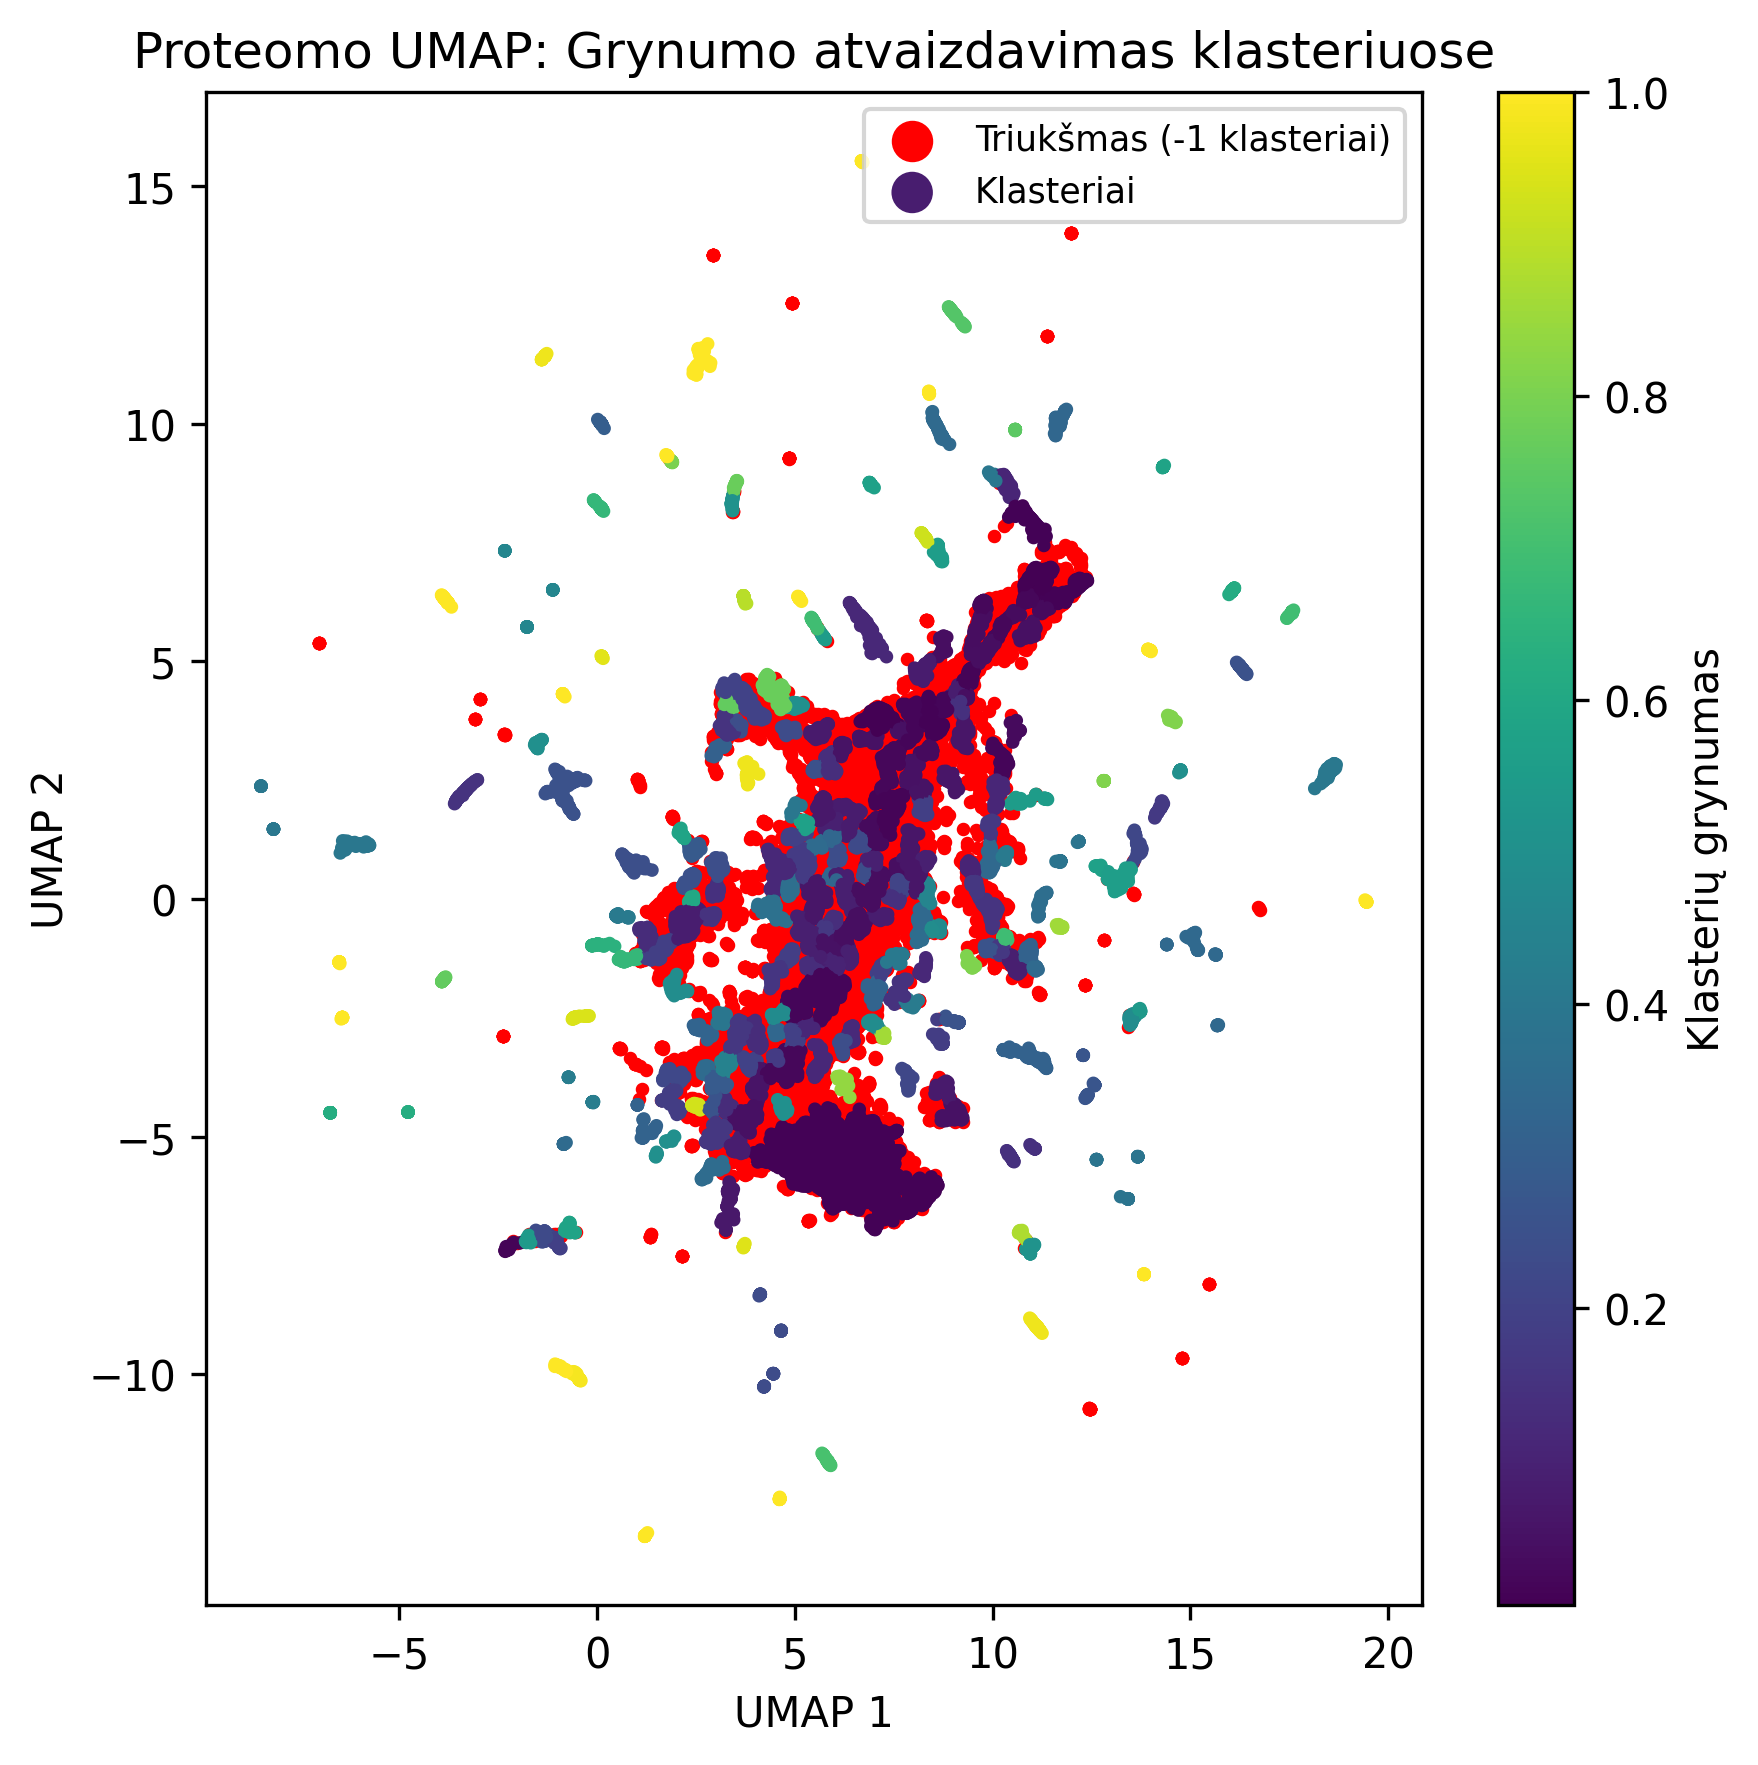 Proteomo UMAP: Grynumo atvaizdavimas klasteriuose
Triukšmas (-1 klasteriai)
Klasteriai
15
10
5
0
−5
−10
UMAP 2
−5
0
5
10
15
20
UMAP 1
1.0
0.8
0.6
0.4
0.2
Klasterių grynumas